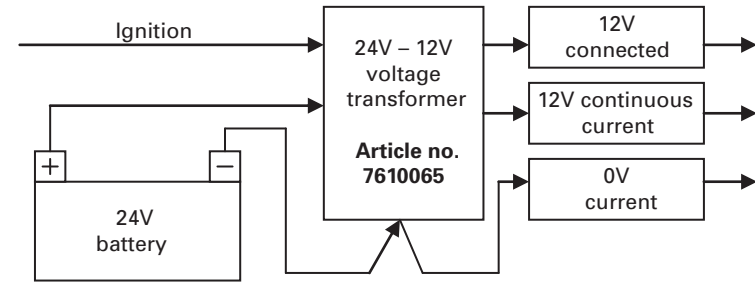 Ignition
24V – 12V
voltage
transformer
Article no.
7610065
12V
connected
12V continuous
current
0V
current
+
–
24V
battery